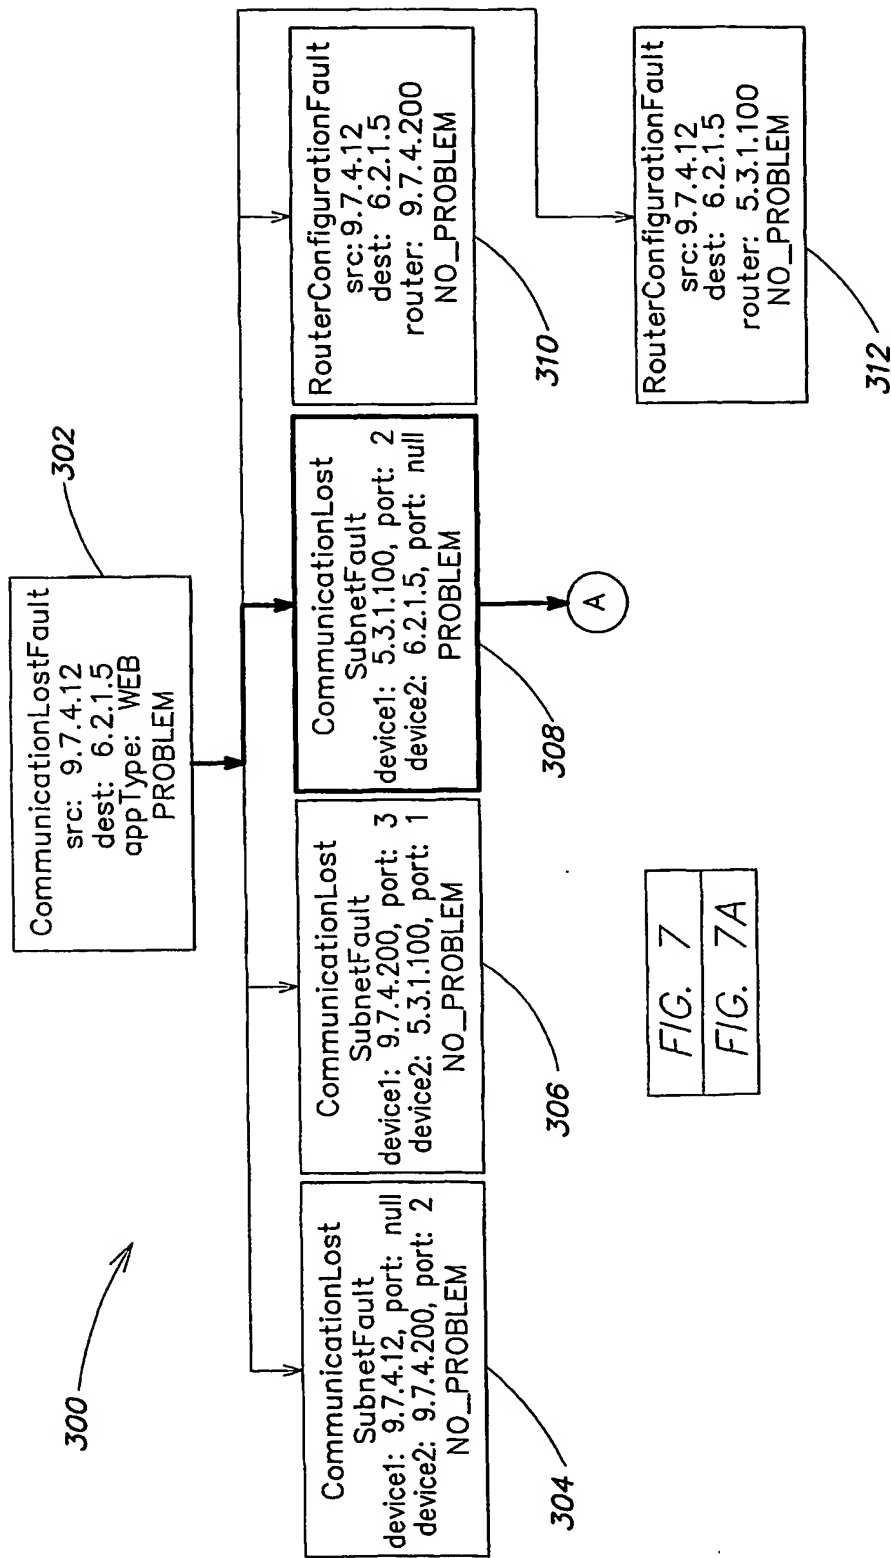 300
CommunicationLostFault
src: 9.7.4.12
dest: 6.2.1.5
appType: WEB
PROBLEM
302
CommunicationLost
SubnetFault
device1: 9.7.4.12, port: null
device2: 9.7.4.200, port: 2
NO_PROBLEM
304
CommunicationLost
SubnetFault
device1: 9.7.4.200, port: 3
device2: 5.3.1.100, port: 1
NO_PROBLEM
306
CommunicationLost
SubnetFault
device1: 5.3.1.100, port: 2
device2: 6.2.1.5, port: null
PROBLEM
308
A
RouterConfigurationFault
src: 9.7.4.12
dest: 6.2.1.5
router: 9.7.4.200
NO_PROBLEM
310
RouterConfigurationFault
src: 9.7.4.12
dest: 6.2.1.5
router: 5.3.1.100
NO_PROBLEM
312
FIG. 7
FIG. 7A